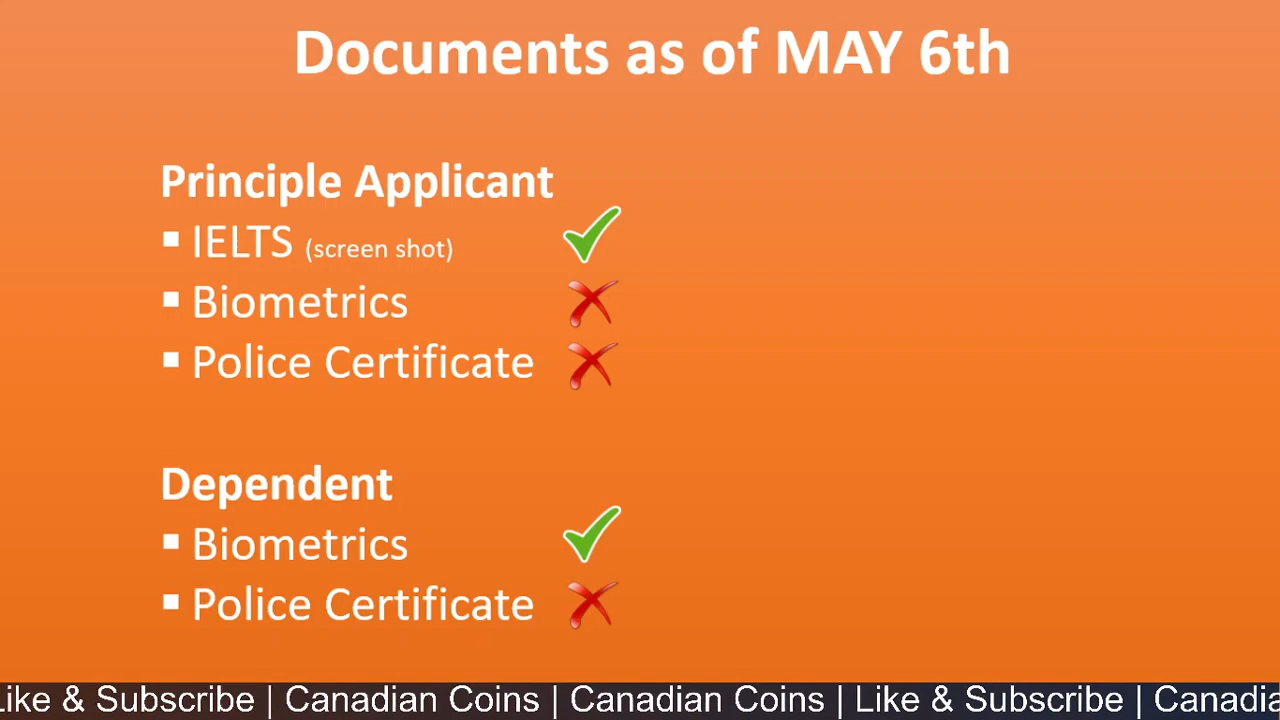 Documents as of MAY 6th
Principle Applicant
▪ IELTS (screen shot)
▪ Biometrics
▪ Police Certificate
Dependent
▪ Biometrics
▪ Police Certificate
Like & Subscribe | Canadian Coins | Canadian Coins | Like & Subscribe | Canadia